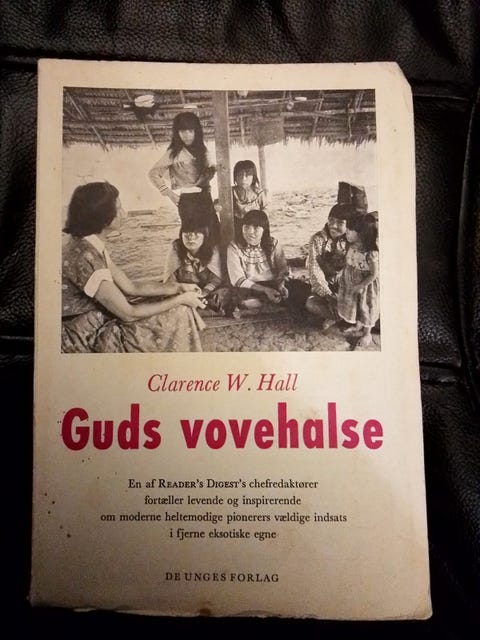 Clarence W. Hall
Guds vovehalse
En af READER'S DIGEST's chefredaktører
fortæller levende og inspirerende
om moderne heltemodige pionerers vældige indsats
i fjerne eksotiske egne
DE UNGES FORLAG